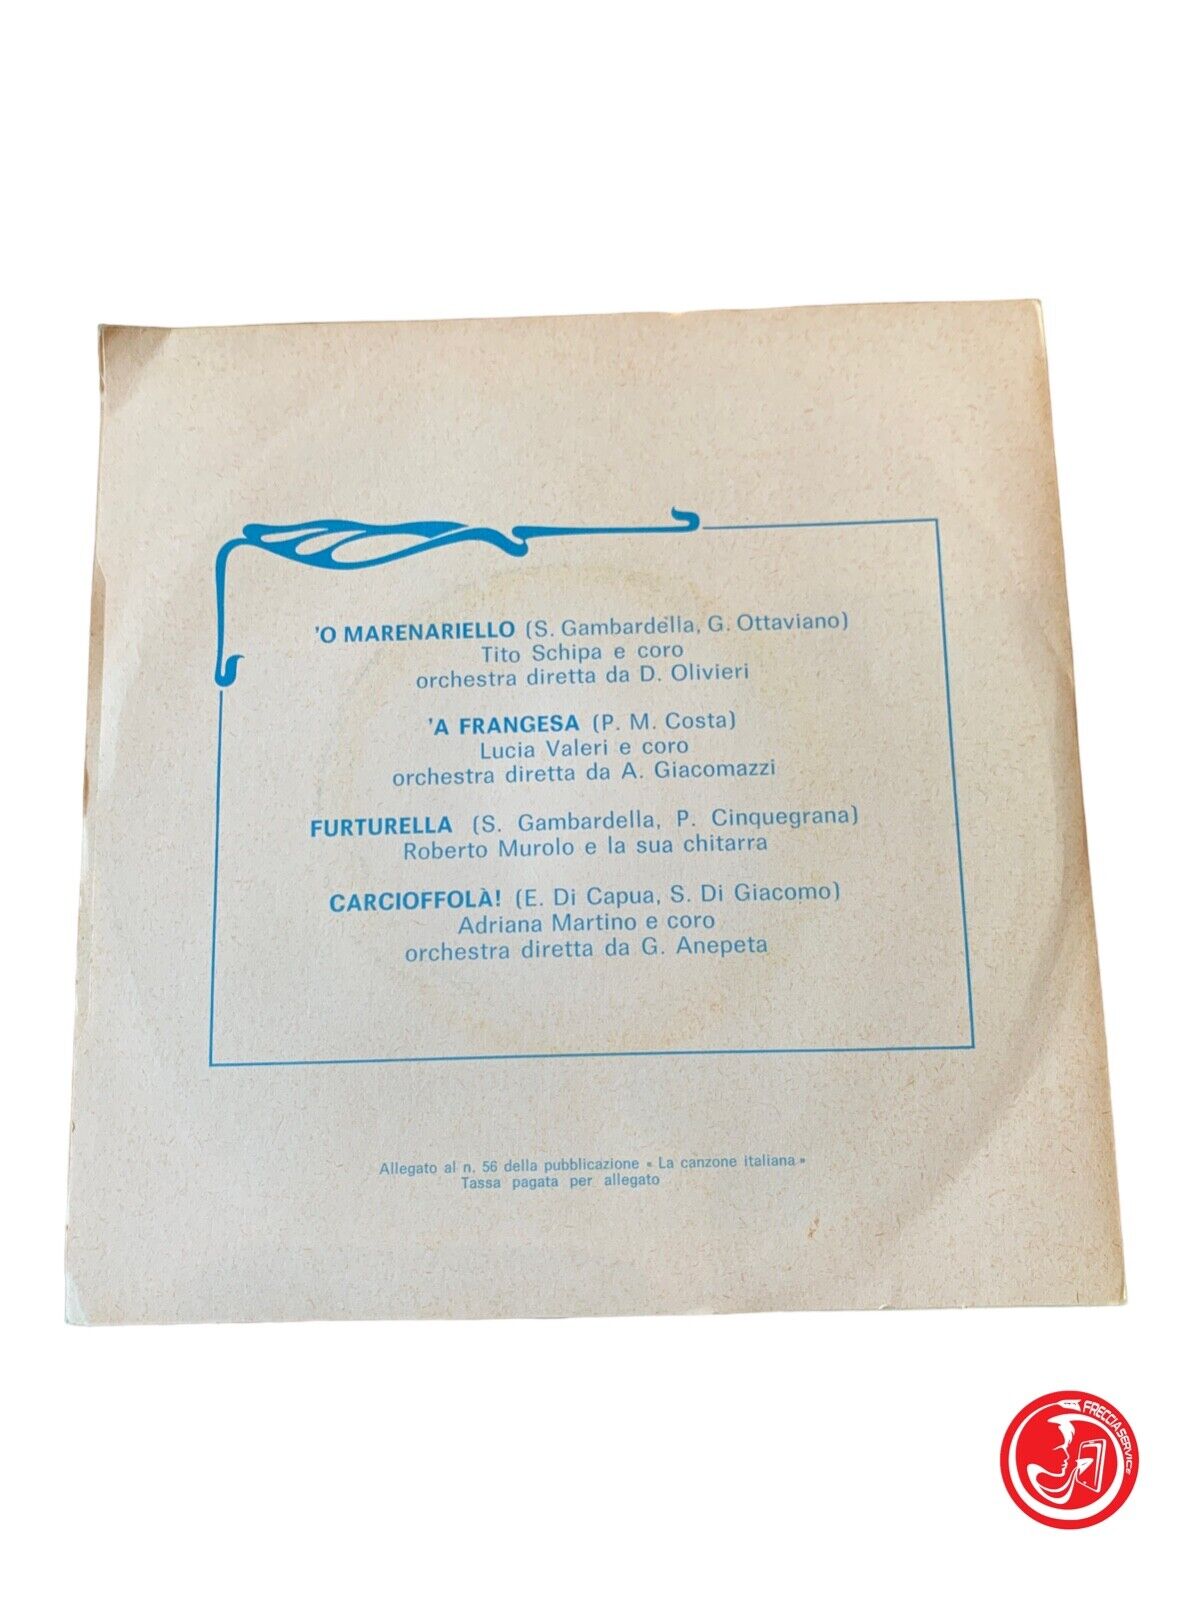 'O MARENARIELLO (S. Gambardella, G. Ottaviano)
Tito Schipa e coro
orchestra diretta da D. Olivieri
'A FRANGESA (P. M. Costa)
Lucia Valeri e coro
orchestra diretta da A. Giacomazzi
FURTURELLA (S. Gambardella, P. Cinquegrana)
Roberto Murolo e la sua chitarra
CARCIOFFOLÀ! (E. Di Capua, S. Di Giacomo)
Adriana Martino e coro
orchestra diretta da G. Anepeta
Allegato al n. 56 della pubblicazione « La canzone italiana »
Tassa pagata per allegato
FRECCIA SERVICE